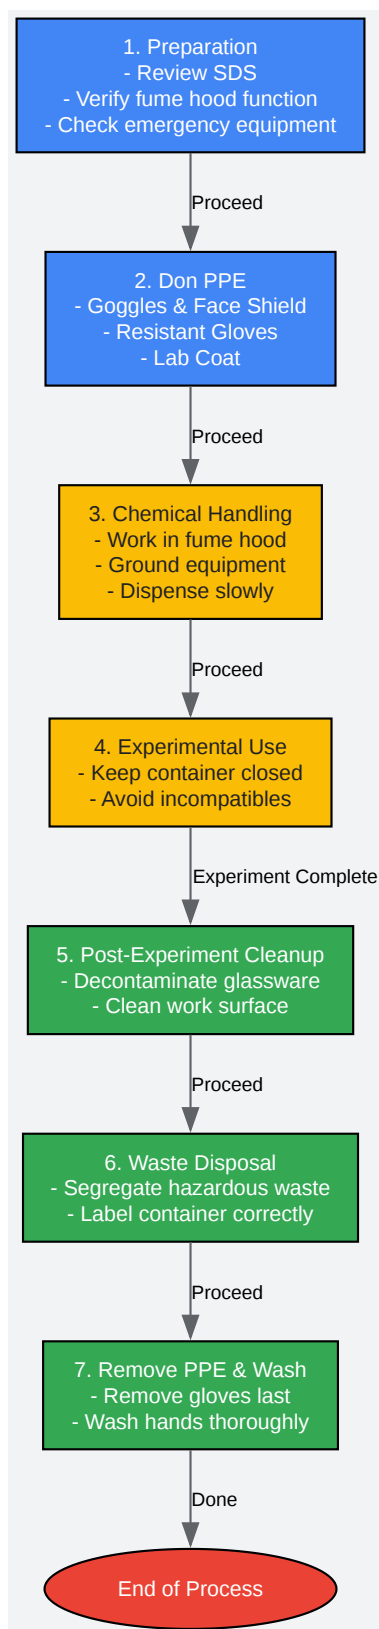 1. Preparation
- Review SDS
- Verify fume hood function
- Check emergency equipment
Proceed
2. Don PPE
- Goggles & Face Shield
- Resistant Gloves
- Lab Coat
Proceed
3. Chemical Handling
- Work in fume hood
- Ground equipment
- Dispense slowly
Proceed
4. Experimental Use
- Keep container closed
- Avoid incompatibles
Experiment Complete
5. Post-Experiment Cleanup
- Decontaminate glassware
- Clean work surface
Proceed
6. Waste Disposal
- Segregate hazardous waste
- Label container correctly
Proceed
7. Remove PPE & Wash
- Remove gloves last
- Wash hands thoroughly
Done
End of Process